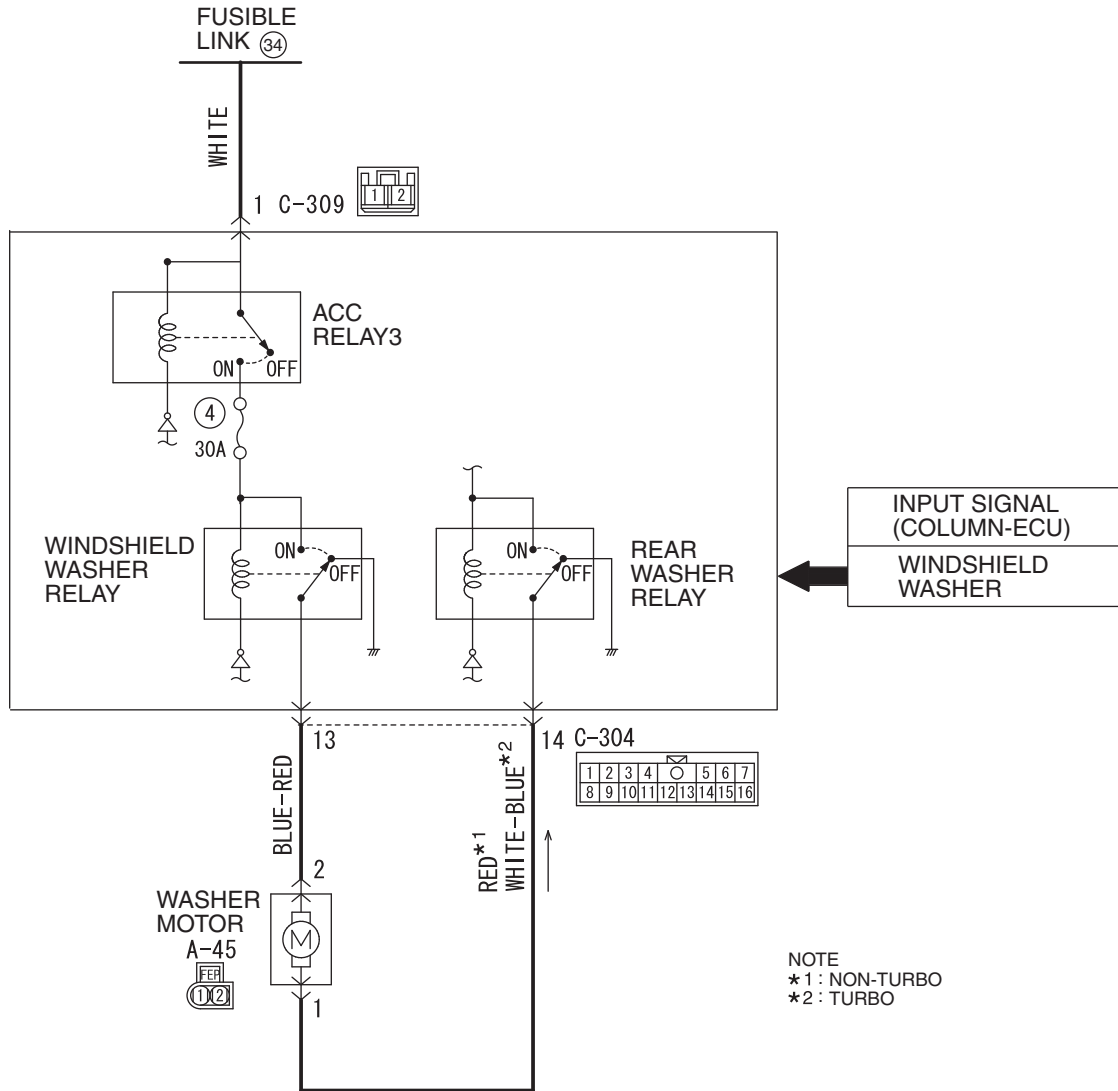 FUSIBLE
LINK 34
WHITE
1 C-309
1 2
ACC
RELAY3
ON OFF
4
30A
WINDSHIELD
WASHER
RELAY
ON
OFF
ON
OFF
REAR
WASHER
RELAY
INPUT SIGNAL
(COLUMN-ECU)
WINDSHIELD
WASHER
13
14 C-304
1 2 3 4 5 6 7
8 9 10 11 12 13 14 15 16
BLUE-RED
RED*1
WHITE-BLUE*2
2
WASHER
MOTOR
A-45
M
FEP
1 2
1
NOTE
*1: NON-TURBO
*2: TURBO